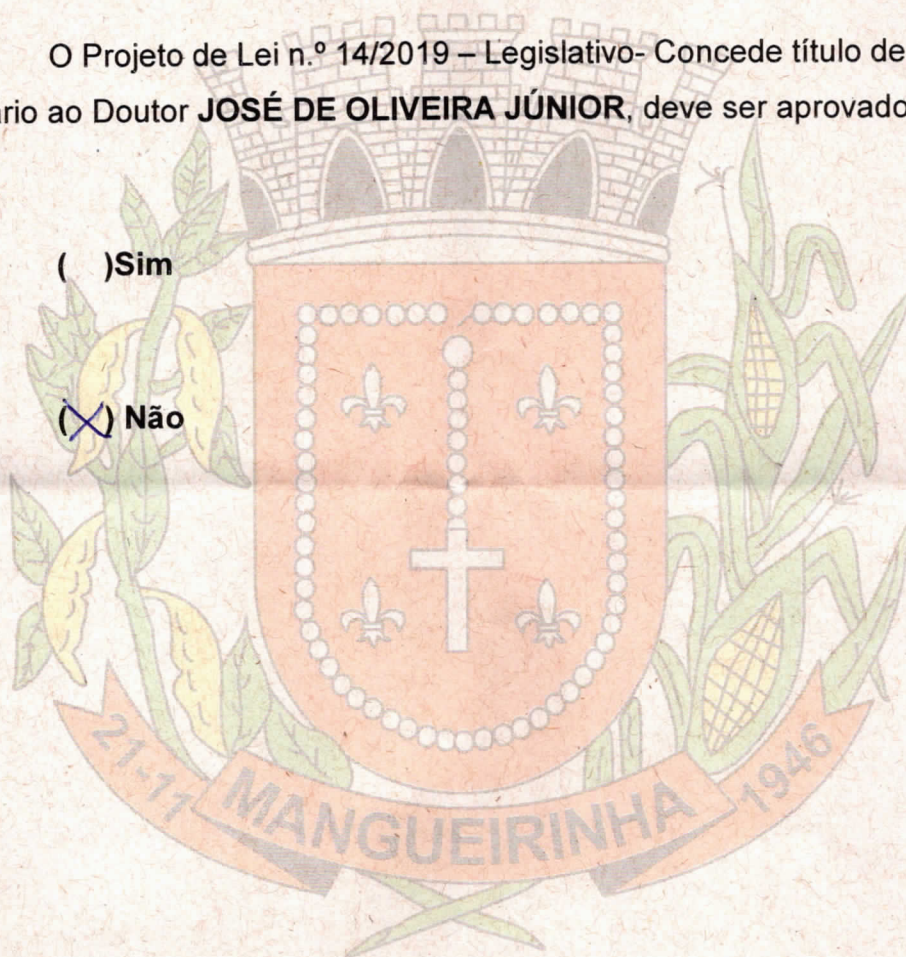 O Projeto de Lei n.º 14/2019 – Legislativo- Concede título de
rio ao Doutor JOSÉ DE OLIVEIRA JÚNIOR, deve ser aprovado
( )Sim
(X) Não
21-11 MANGUEIRINHA 1946